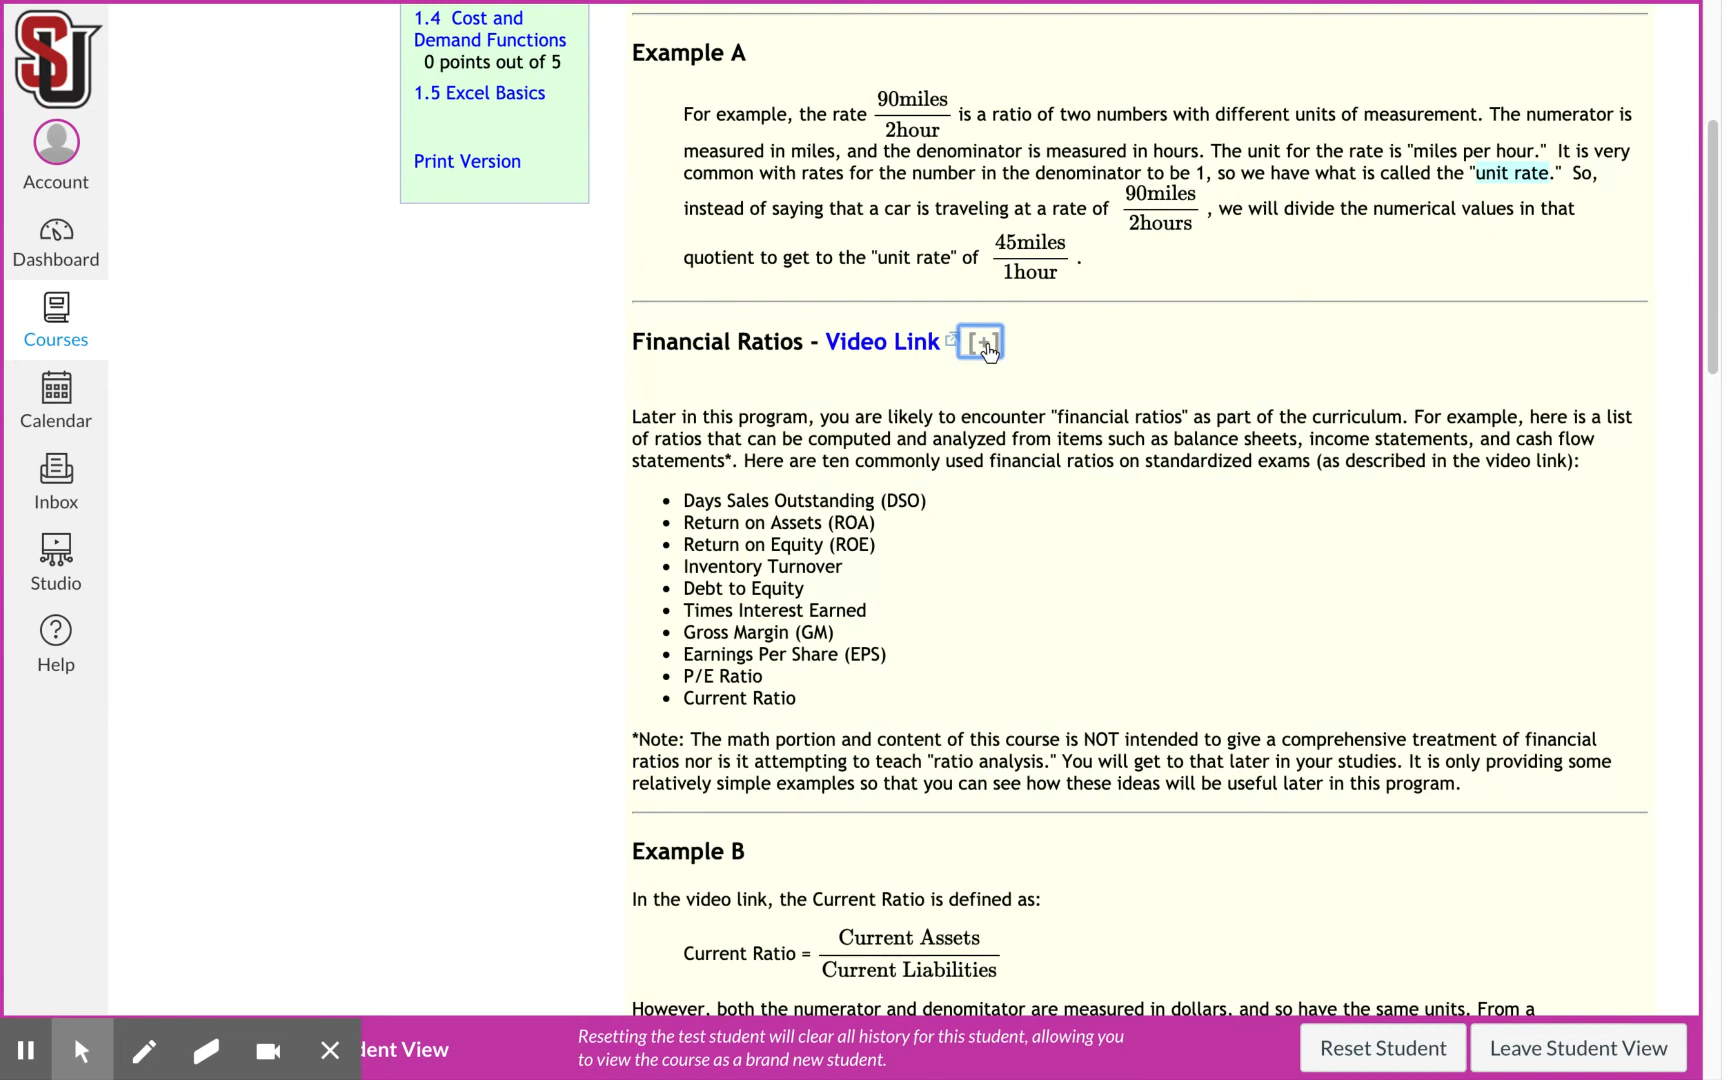 SU
Account
Dashboard
Courses
Calendar
Inbox
Studio
Help
1.4 Cost and
Demand Functions
0 points out of 5
1.5 Excel Basics
Print Version
Example A
For example, the rate 90miles/2hour is a ratio of two numbers with different units of measurement. The numerator is
measured in miles, and the denominator is measured in hours. The unit for the rate is "miles per hour." It is very
common with rates for the number in the denominator to be 1, so we have what is called the "unit rate." So,
instead of saying that a car is traveling at a rate of 90miles/2hours , we will divide the numerical values in that
quotient to get to the "unit rate" of 45miles/1hour .
Financial Ratios - Video Link [+]
Later in this program, you are likely to encounter "financial ratios" as part of the curriculum. For example, here is a list
of ratios that can be computed and analyzed from items such as balance sheets, income statements, and cash flow
statements*. Here are ten commonly used financial ratios on standardized exams (as described in the video link):
• Days Sales Outstanding (DSO)
• Return on Assets (ROA)
• Return on Equity (ROE)
• Inventory Turnover
• Debt to Equity
• Times Interest Earned
• Gross Margin (GM)
• Earnings Per Share (EPS)
• P/E Ratio
• Current Ratio
*Note: The math portion and content of this course is NOT intended to give a comprehensive treatment of financial
ratios nor is it attempting to teach "ratio analysis." You will get to that later in your studies. It is only providing some
relatively simple examples so that you can see how these ideas will be useful later in this program.
Example B
In the video link, the Current Ratio is defined as:
Current Ratio = Current Assets/Current Liabilities
However, both the numerator and denomitator are measured in dollars, and so have the same units. From a
dent View
Resetting the test student will clear all history for this student, allowing you
to view the course as a brand new student.
Reset Student
Leave Student View